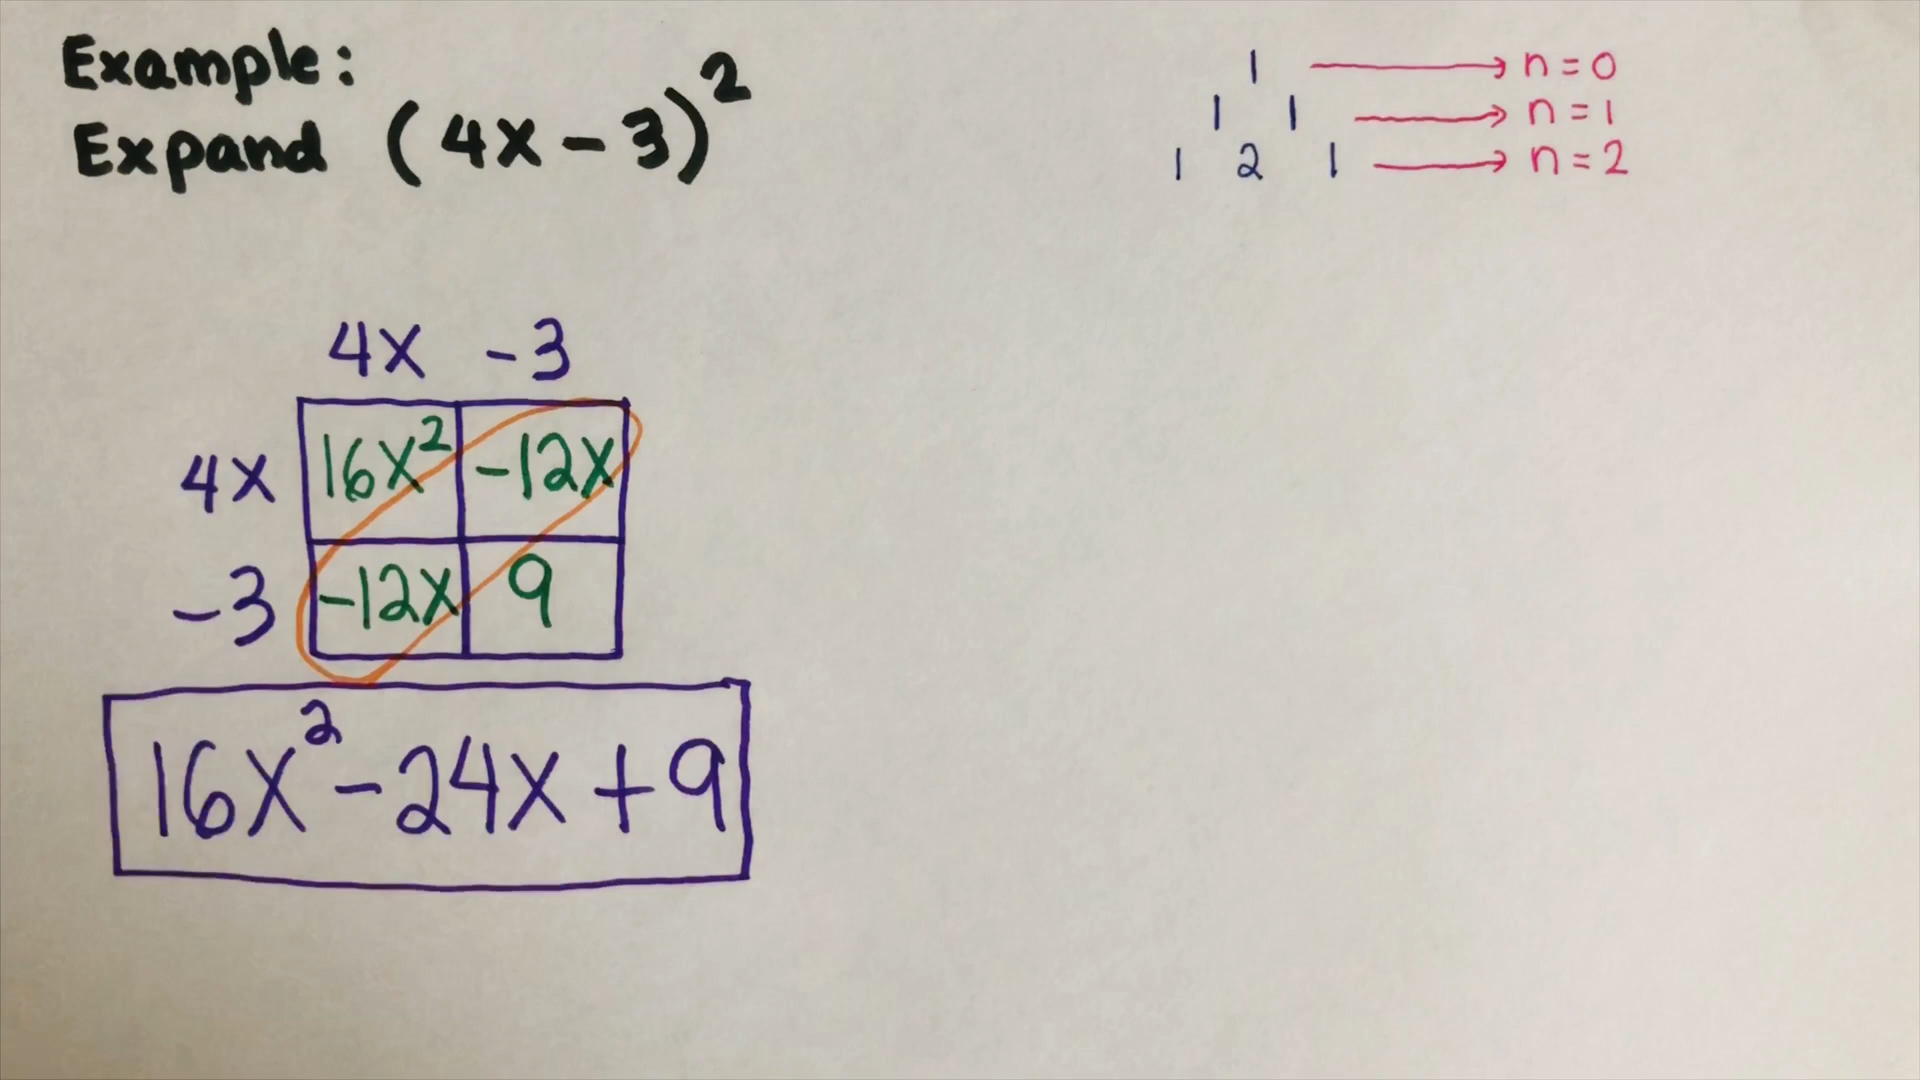 Example:
Expand (4x - 3)²
1 → n = 0
1 1 → n = 1
1 2 1 → n = 2
4x -3
4x 16x² -12x
-3 -12x 9
16x² - 24x + 9